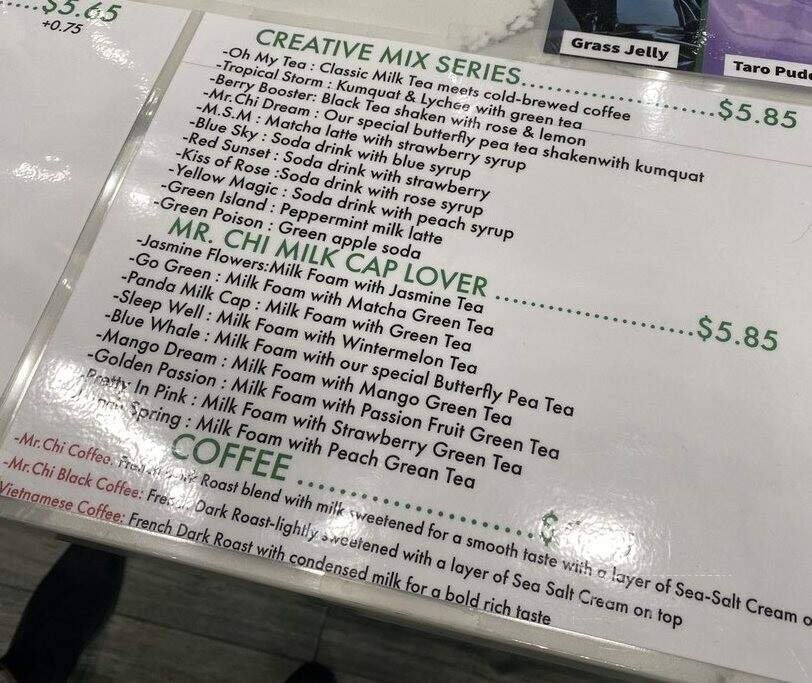 .....$5.65
+0.75
Grass Jelly
Taro Pudd
CREATIVE MIX SERIES.......................$5.85
-Oh My Tea : Classic Milk Tea meets cold-brewed coffee
-Tropical Storm : Kumquat & Lychee with green tea
-Berry Booster: Black Tea shaken with rose & lemon
-Mr.Chi Dream : Our special butterfly pea tea shakenwith kumquat
-M.S.M : Matcha latte with strawberry syrup
-Blue Sky : Soda drink with blue syrup
-Red Sunset : Soda drink with strawberry
-Kiss of Rose :Soda drink with rose syrup
-Yellow Magic : Soda drink with peach syrup
-Green Island : Peppermint milk latte
-Green Poison : Green apple soda
MR. CHI MILK CAP LOVER .......................$5.85
-Jasmine Flowers:Milk Foam with Jasmine Tea
-Go Green : Milk Foam with Matcha Green Tea
-Panda Milk Cap : Milk Foam with Green Tea
-Sleep Well : Milk Foam with Wintermelon Tea
-Blue Whale : Milk Foam with our special Butterfly Pea Tea
-Mango Dream : Milk Foam with Mango Green Tea
-Golden Passion : Milk Foam with Passion Fruit Green Tea
-Pretty In Pink : Milk Foam with Strawberry Green Tea
Spring : Milk Foam with Peach Grean Tea
COFFEE .......................$
-Mr.Chi Coffee: Roast blend with milk sweetened for a smooth taste with a layer of Sea-Salt Cream
-Mr.Chi Black Coffee: French Dark Roast-lightly sweetened with a layer of Sea Salt Cream on top
Vietnamese Coffee: French Dark Roast with condensed milk for a bold rich taste